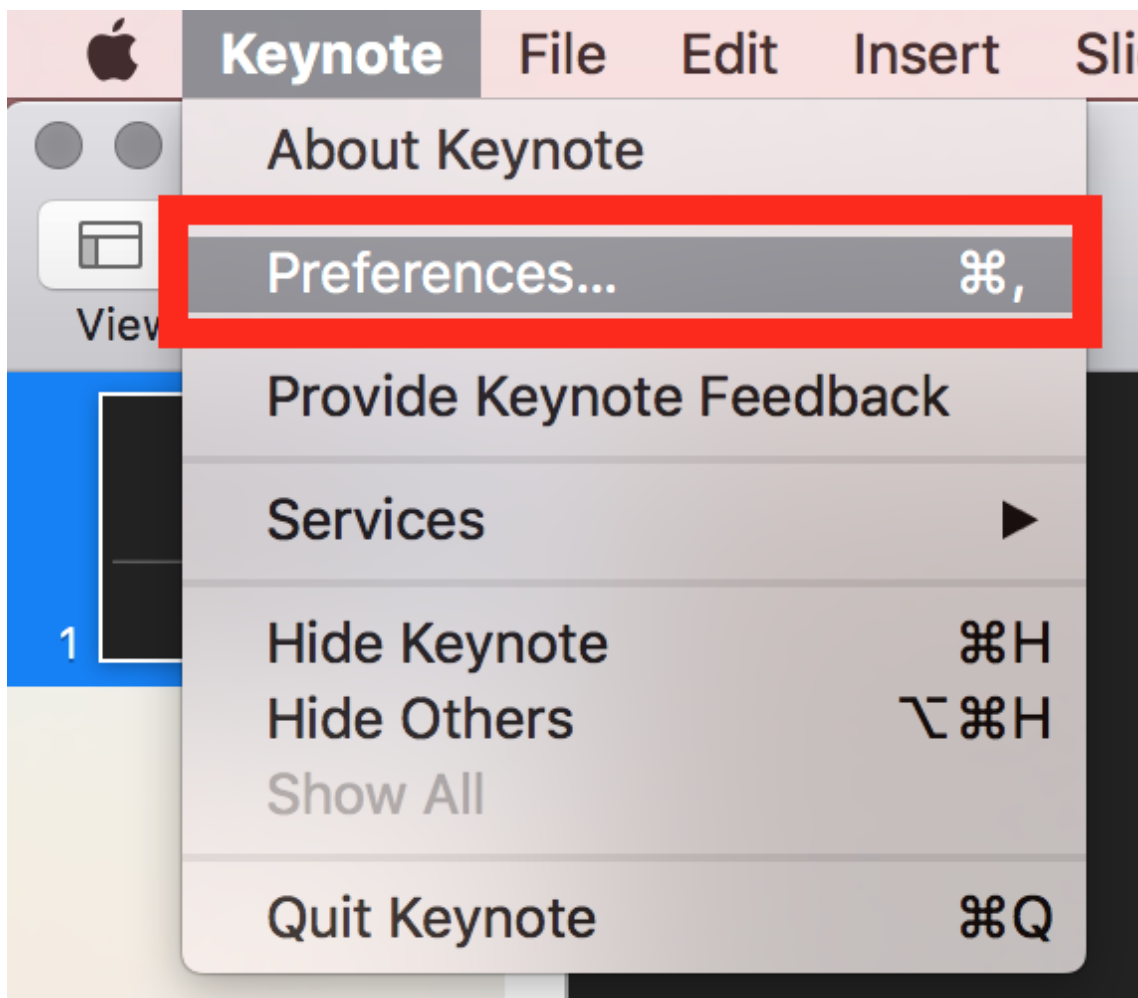 Keynote File Edit Insert Sli
About Keynote
Preferences... ⌘,
View
Provide Keynote Feedback
Services ▶
Hide Keynote ⌘H
Hide Others ⌥⌘H
Show All
Quit Keynote ⌘Q
1